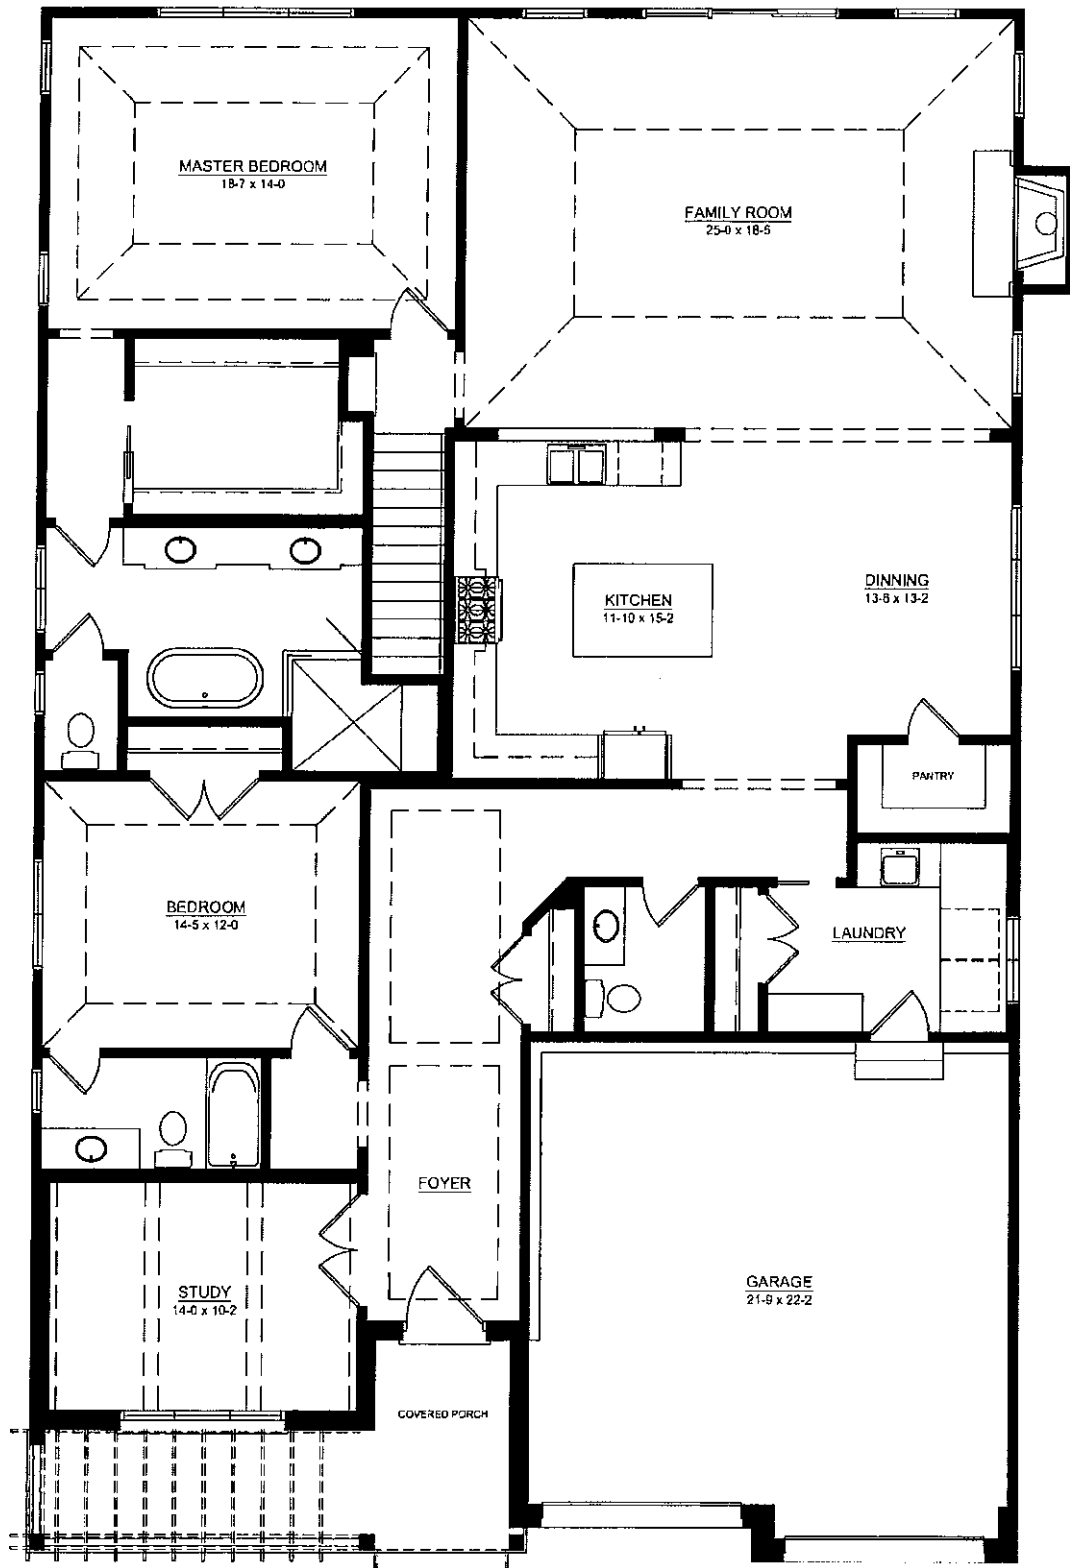 MASTER BEDROOM
18-7 x 14-0
FAMILY ROOM
25-0 x 18-6
KITCHEN
11-10 x 15-2
DINNING
13-8 x 13-2
PANTRY
BEDROOM
14-5 x 12-0
LAUNDRY
FOYER
STUDY
14-0 x 10-2
GARAGE
21-9 x 22-2
COVERED PORCH